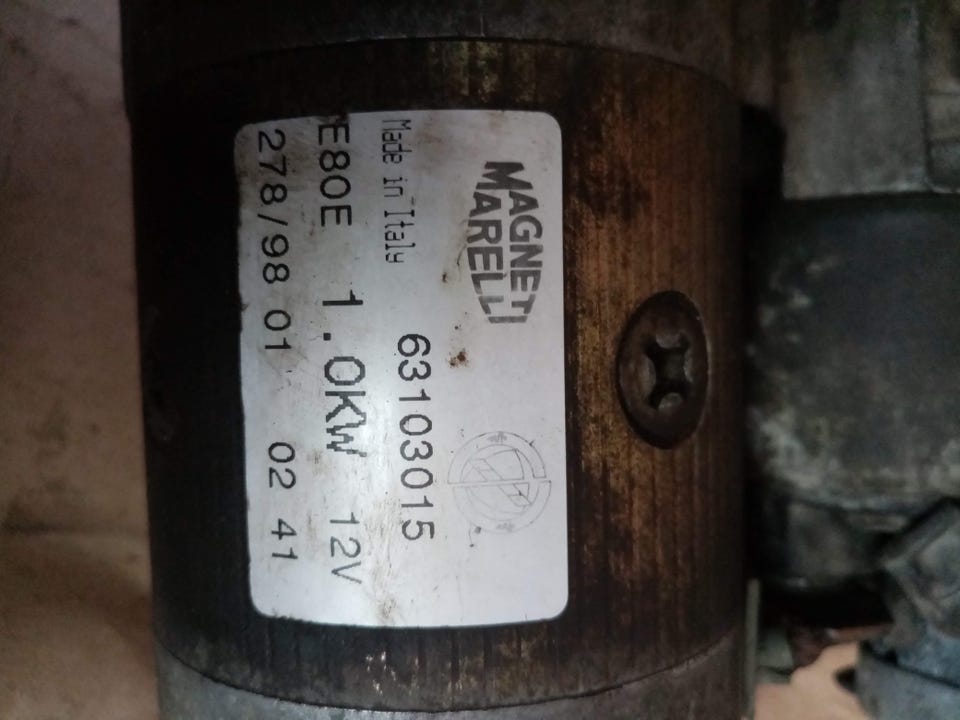 MAGNETI
MARELLI
Made in Italy
63103015
E80E 1.0KW 12V
278/98 01 02 41